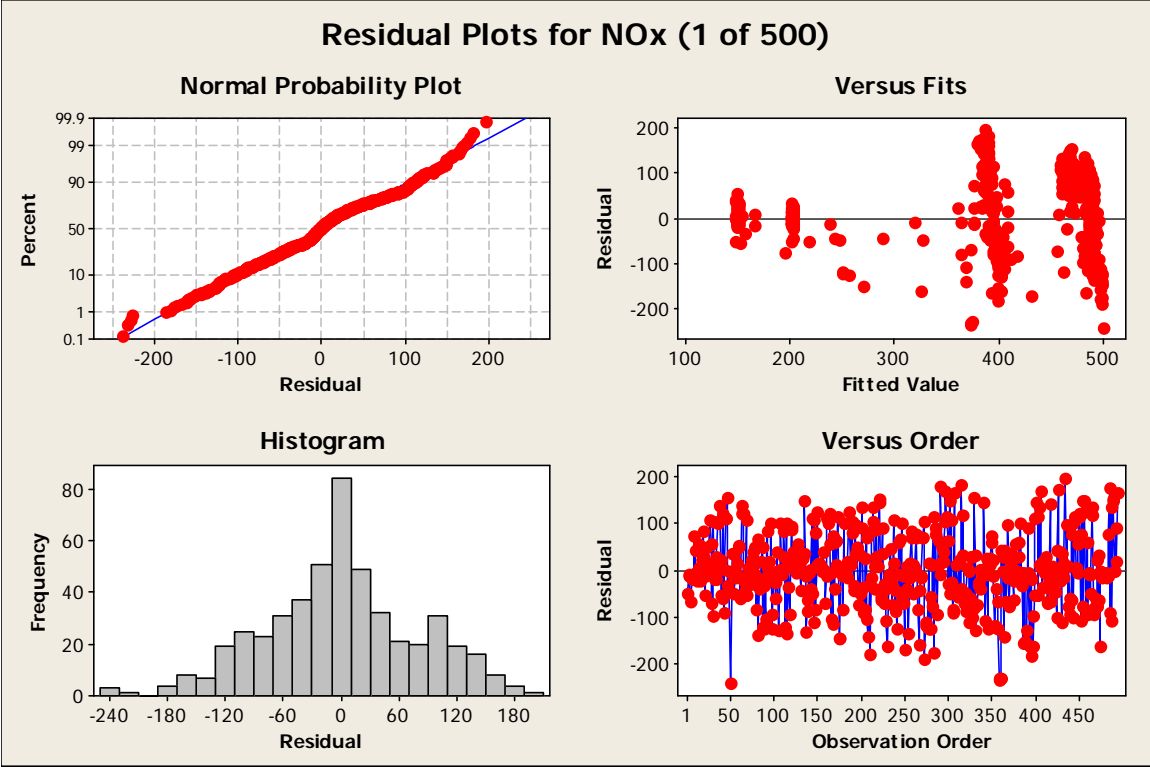 Residual Plots for NOx (1 of 500)
Normal Probability Plot
99.9
99
90
50
10
1
0.1
Percent
-200 -100 0 100 200
Residual
Versus Fits
200
100
0
-100
-200
Residual
100 200 300 400 500
Fitted Value
Histogram
80
60
40
20
0
Frequency
-240 -180 -120 -60 0 60 120 180
Residual
Versus Order
200
100
0
-100
-200
Residual
1 50 100 150 200 250 300 350 400 450
Observation Order